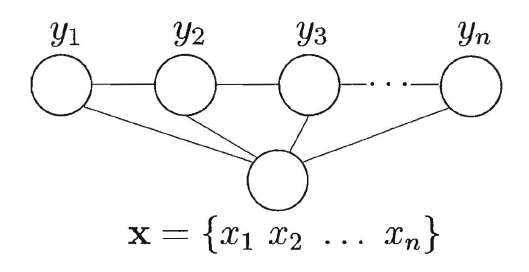 y₁ y₂ y₃ ··· yₙ
𝐱 = {x₁ x₂ … xₙ}